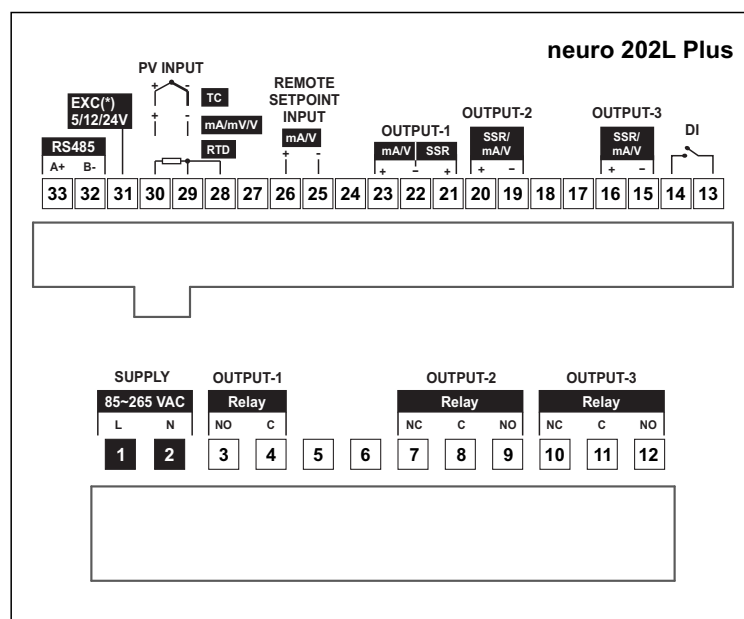 neuro 202L Plus
PV INPUT
+ -
TC
EXC(*)
5/12/24V
+ -
mA/mV/V
RS485
RTD
A+ B-
REMOTE
SETPOINT
INPUT
mA/V
+ -
OUTPUT-1
mA/V SSR
+ − +
OUTPUT-2
SSR/
mA/V
+ −
OUTPUT-3
SSR/
mA/V
+ −
DI
33 32 31 30 29 28 27 26 25 24 23 22 21 20 19 18 17 16 15 14 13
SUPPLY OUTPUT-1 OUTPUT-2 OUTPUT-3
85~265 VAC Relay Relay Relay
L N NO C NC C NO NC C NO
1 2 3 4 5 6 7 8 9 10 11 12